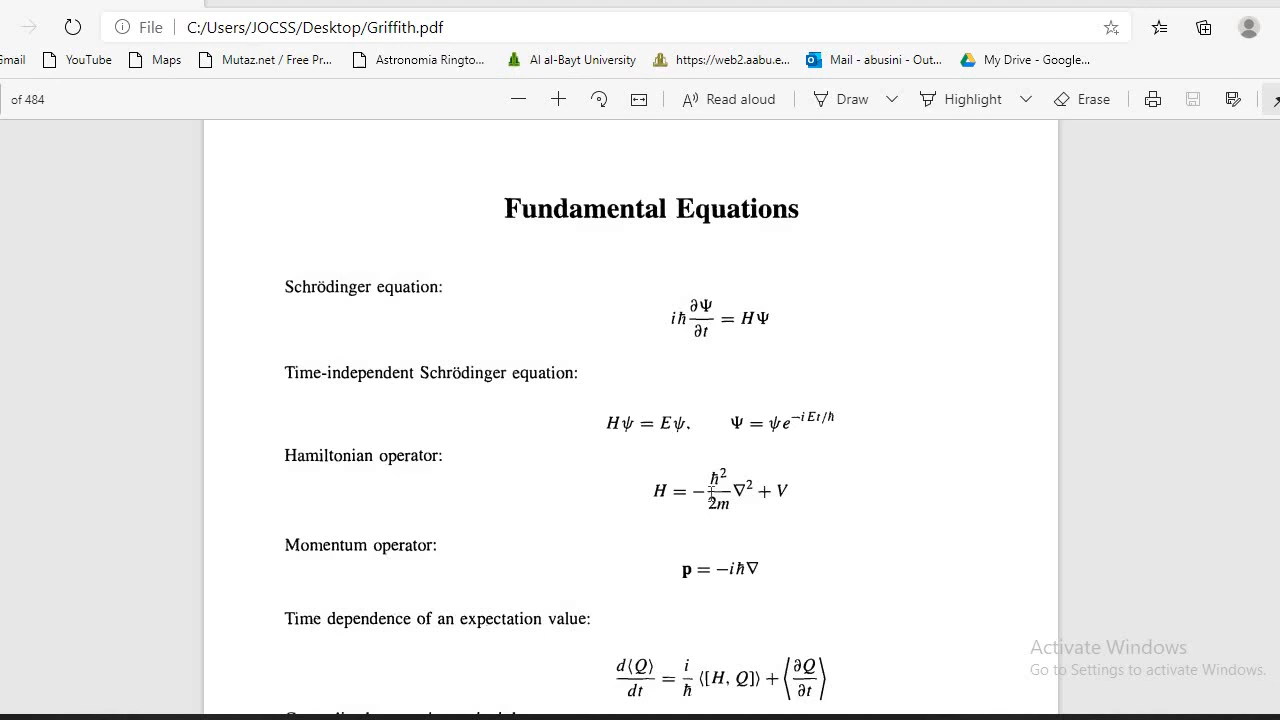 File C:/Users/JOCSS/Desktop/Griffith.pdf
Gmail YouTube Maps Mutaz.net / Free Pr... Astronomia Ringto... Al al-Bayt University https://web2.aabu.e... Mail - abusini - Out... My Drive - Google...
of 484 Read aloud Draw Highlight Erase
Fundamental Equations
Schrödinger equation:
iℏ ∂Ψ/∂t = HΨ
Time-independent Schrödinger equation:
Hψ = Eψ, Ψ = ψe^{−iEt/ℏ}
Hamiltonian operator:
H = −ℏ²/2m ∇² + V
Momentum operator:
p = −iℏ∇
Time dependence of an expectation value:
d⟨Q⟩/dt = i/ℏ ⟨[H, Q]⟩ + ⟨∂Q/∂t⟩
Activate Windows
Go to Settings to activate Windows.